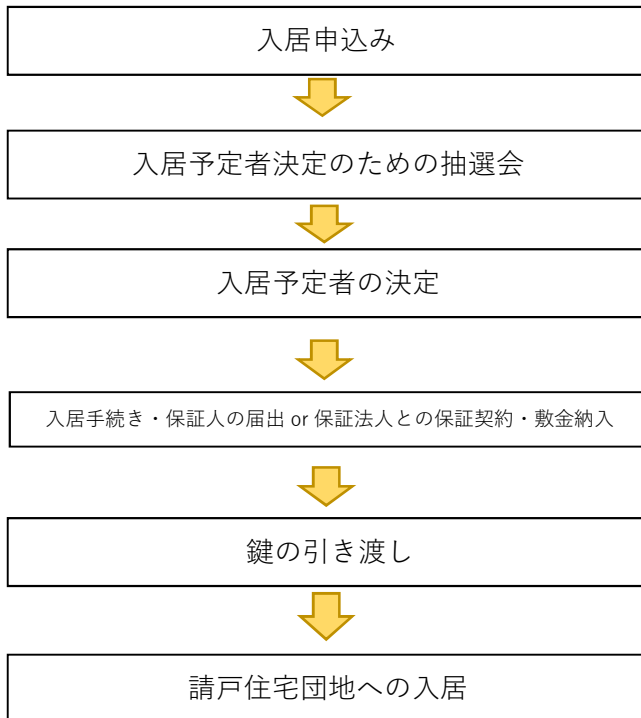 入居申込み
入居予定者決定のための抽選会
入居予定者の決定
入居手続き・保証人の届出 or 保証法人との保証契約・敷金納入
鍵の引き渡し
請戸住宅団地への入居